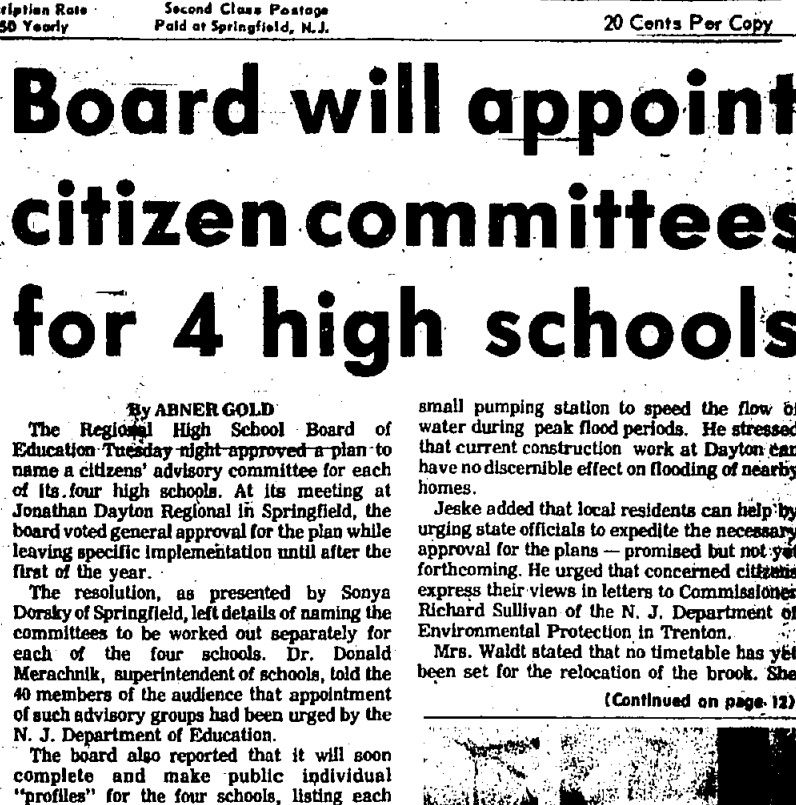 ription Rate
50 Yearly
Second Class Postage
Paid at Springfield, N.J.
20 Cents Per Copy
Board will appoint
citizen committees
for 4 high schools
By ABNER GOLD
The Regional High School Board of
Education Tuesday night approved a plan to
name a citizens' advisory committee for each
of its four high schools. At its meeting at
Jonathan Dayton Regional in Springfield, the
board voted general approval for the plan while
leaving specific implementation until after the
first of the year.
The resolution, as presented by Sonya
Dorsky of Springfield, left details of naming the
committees to be worked out separately for
each of the four schools. Dr. Donald
Merachnik, superintendent of schools, told the
40 members of the audience that appointment
of such advisory groups had been urged by the
N. J. Department of Education.
The board also reported that it will soon
complete and make public individual
"profiles" for the four schools, listing each
small pumping station to speed the flow of
water during peak flood periods. He stressed
that current construction work at Dayton can
have no discernible effect on flooding of nearby
homes.
Jeske added that local residents can help by
urging state officials to expedite the necessary
approval for the plans — promised but not yet
forthcoming. He urged that concerned citizens
express their views in letters to Commissioner
Richard Sullivan of the N. J. Department of
Environmental Protection in Trenton.
Mrs. Waldt stated that no timetable has yet
been set for the relocation of the brook. She
(Continued on page 12)